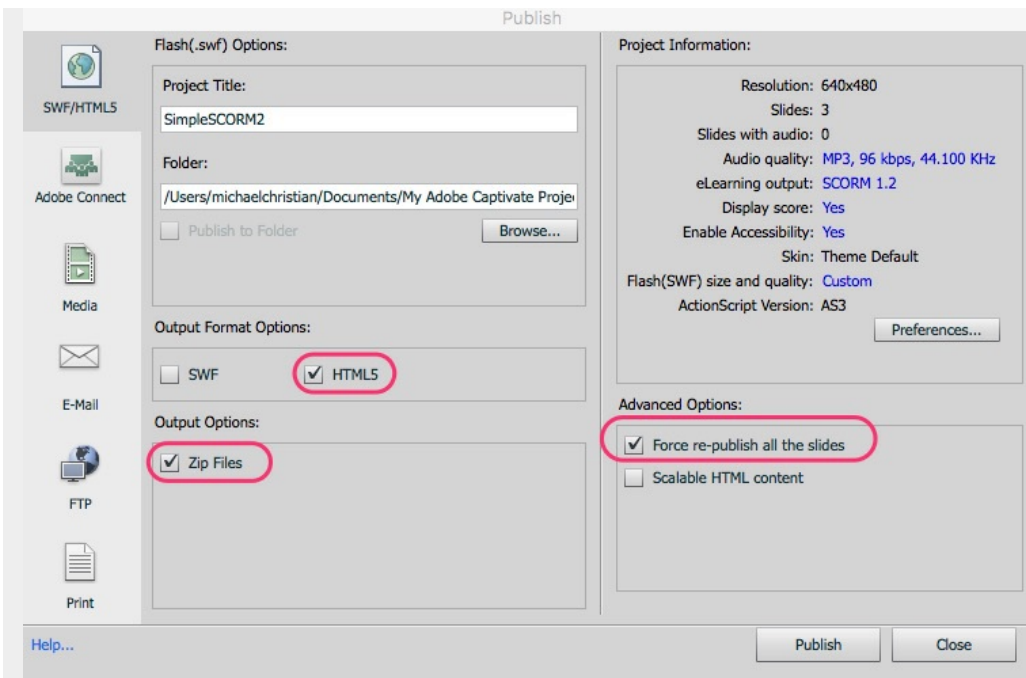 Publish
SWF/HTML5
Adobe Connect
Media
E-Mail
FTP
Print
Flash(.swf) Options:
Project Title:
SimpleSCORM2
Folder:
/Users/michaelchristian/Documents/My Adobe Captivate Proje
Publish to Folder
Browse...
Output Format Options:
SWF HTML5
Output Options:
Zip Files
Project Information:
Resolution: 640x480
Slides: 3
Slides with audio: 0
Audio quality: MP3, 96 kbps, 44.100 KHz
eLearning output: SCORM 1.2
Display score: Yes
Enable Accessibility: Yes
Skin: Theme Default
Flash(SWF) size and quality: Custom
ActionScript Version: AS3
Preferences...
Advanced Options:
Force re-publish all the slides
Scalable HTML content
Help...
Publish
Close